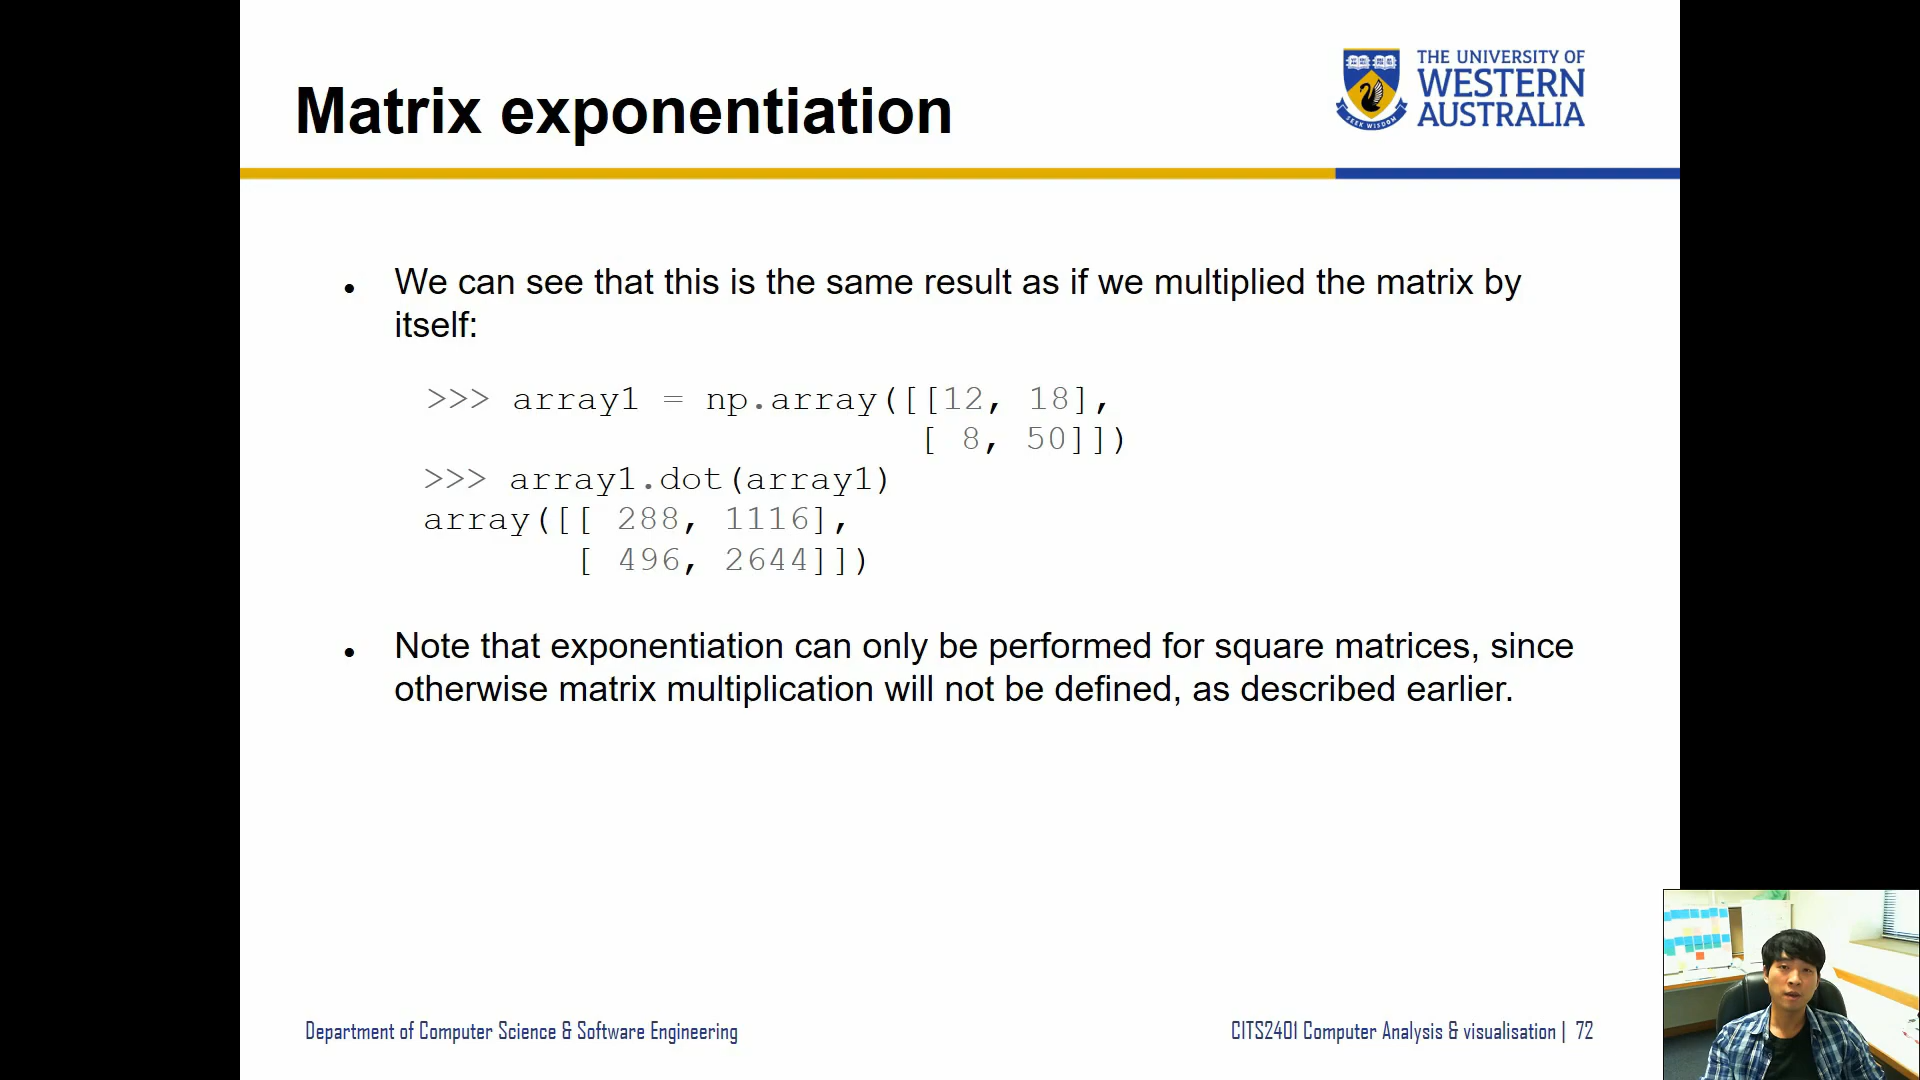 Matrix exponentiation
THE UNIVERSITY OF
WESTERN
AUSTRALIA
SEEK WISDOM
• We can see that this is the same result as if we multiplied the matrix by
itself:
>>> array1 = np.array([[12, 18],
[ 8, 50]])
>>> array1.dot(array1)
array([[ 288, 1116],
[ 496, 2644]])
• Note that exponentiation can only be performed for square matrices, since
otherwise matrix multiplication will not be defined, as described earlier.
Department of Computer Science & Software Engineering
CITS2401 Computer Analysis & visualisation | 72